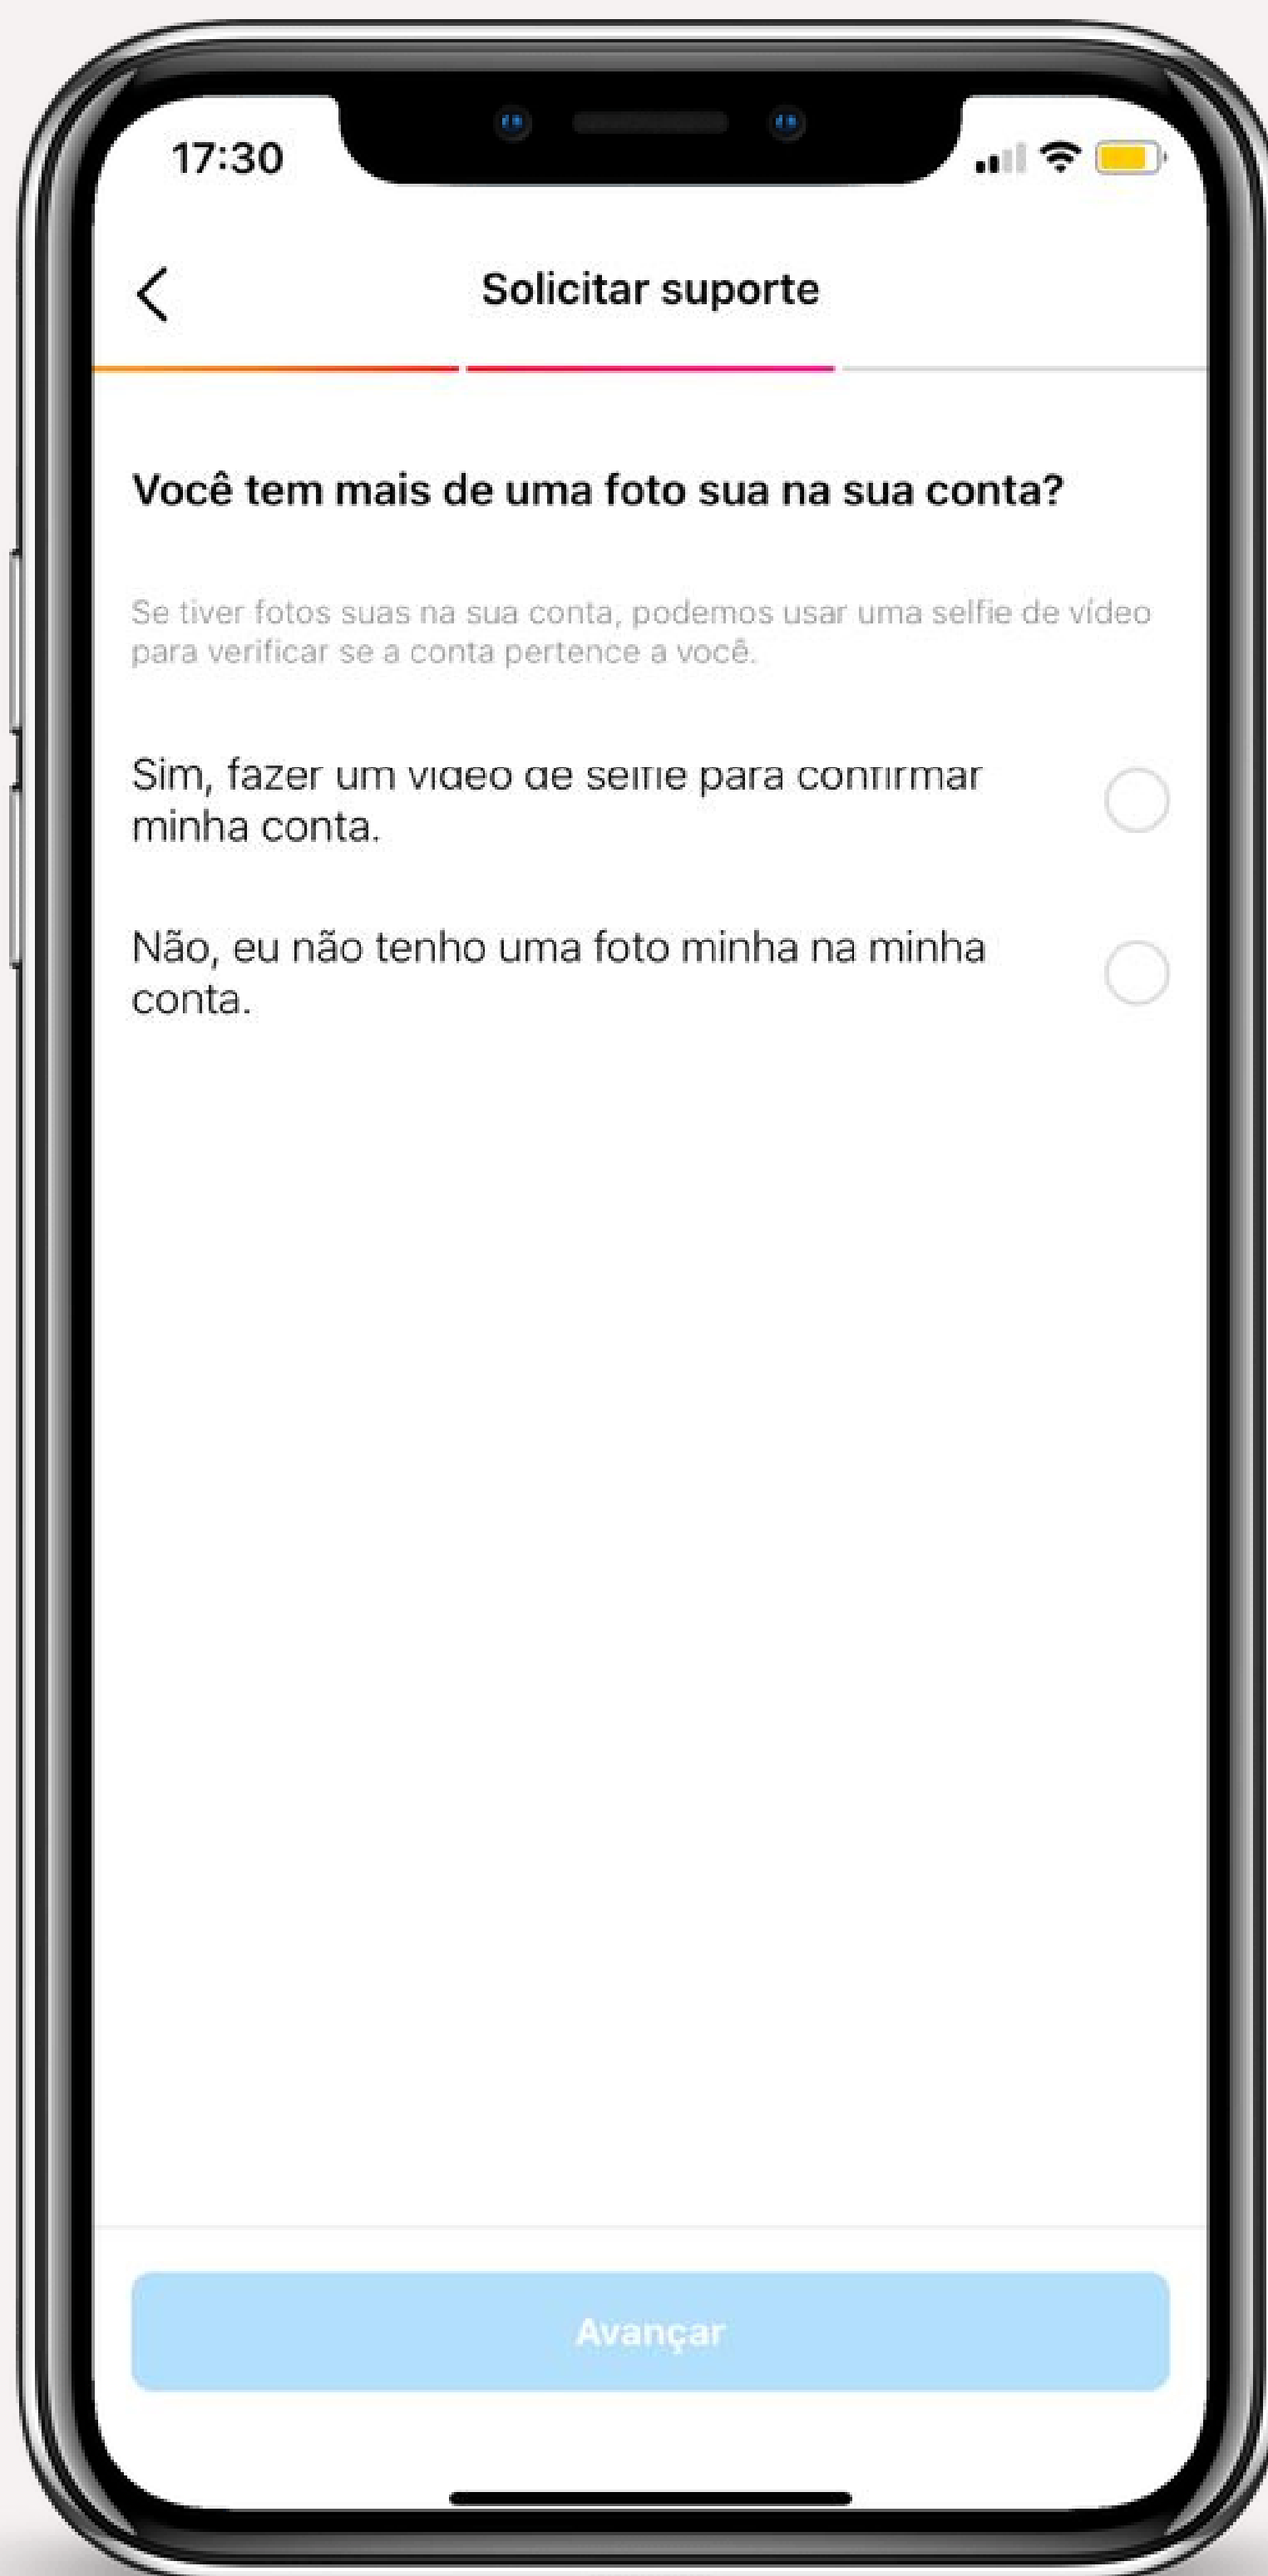 17:30
Solicitar suporte
Você tem mais de uma foto sua na sua conta?
Se tiver fotos suas na sua conta, podemos usar uma selfie de vídeo
para verificar se a conta pertence a você.
Sim, fazer um vídeo de selfie para confirmar
minha conta.
Não, eu não tenho uma foto minha na minha
conta.
Avançar